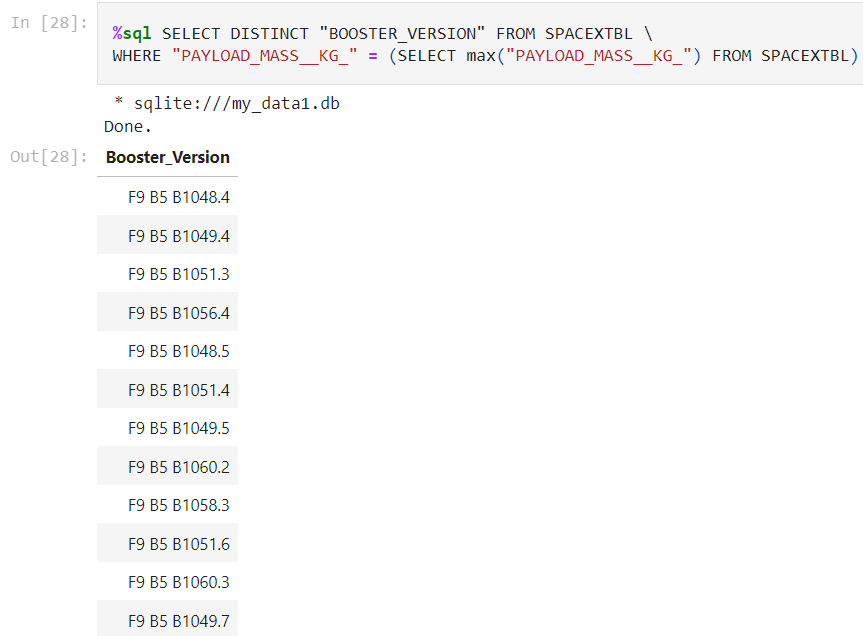 In [28]:
%sql SELECT DISTINCT "BOOSTER_VERSION" FROM SPACEXTBL \
WHERE "PAYLOAD_MASS__KG_" = (SELECT max("PAYLOAD_MASS__KG_") FROM SPACEXTBL)
* sqlite:///my_data1.db
Done.
Out[28]:
Booster_Version
F9 B5 B1048.4
F9 B5 B1049.4
F9 B5 B1051.3
F9 B5 B1056.4
F9 B5 B1048.5
F9 B5 B1051.4
F9 B5 B1049.5
F9 B5 B1060.2
F9 B5 B1058.3
F9 B5 B1051.6
F9 B5 B1060.3
F9 B5 B1049.7